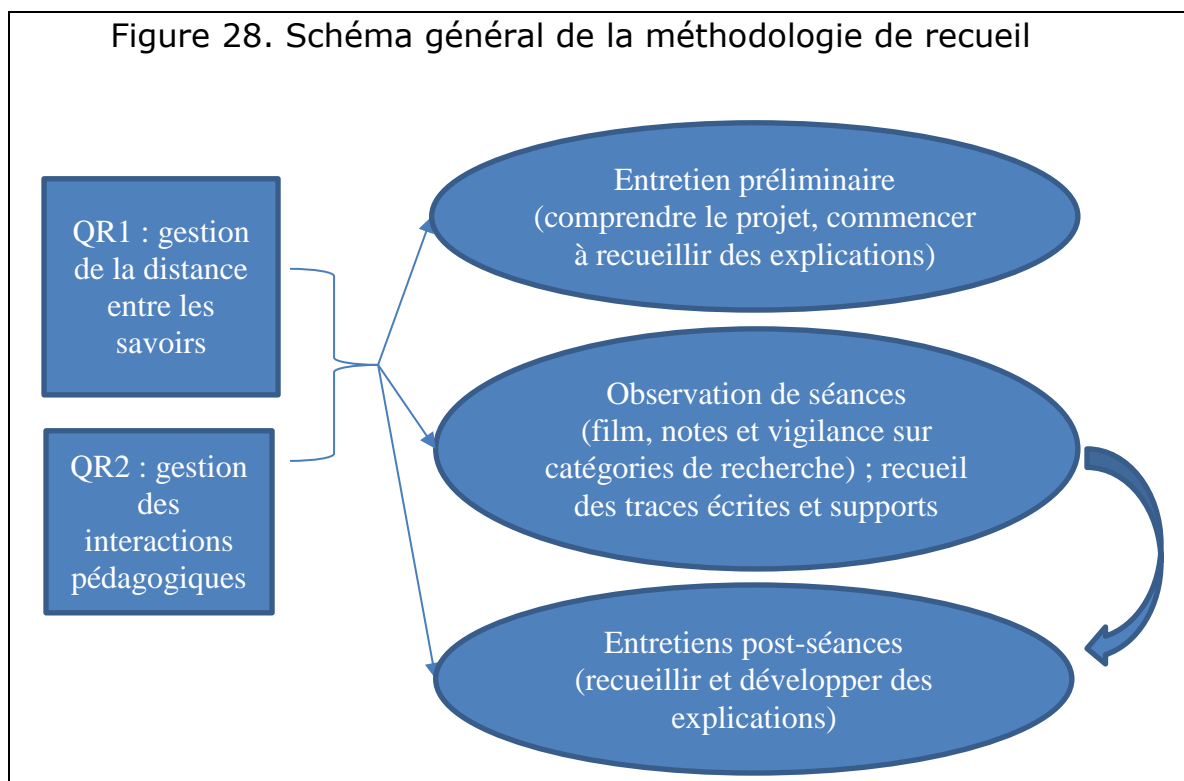 Figure 28. Schéma général de la méthodologie de recueil
QR1 : gestion
de la distance
entre les
savoirs
QR2 : gestion
des
interactions
pédagogiques
Entretien préliminaire
(comprendre le projet, commencer
à recueillir des explications)
Observation de séances
(film, notes et vigilance sur
catégories de recherche) ; recueil
des traces écrites et supports
Entretiens post-séances
(recueillir et développer des
explications)